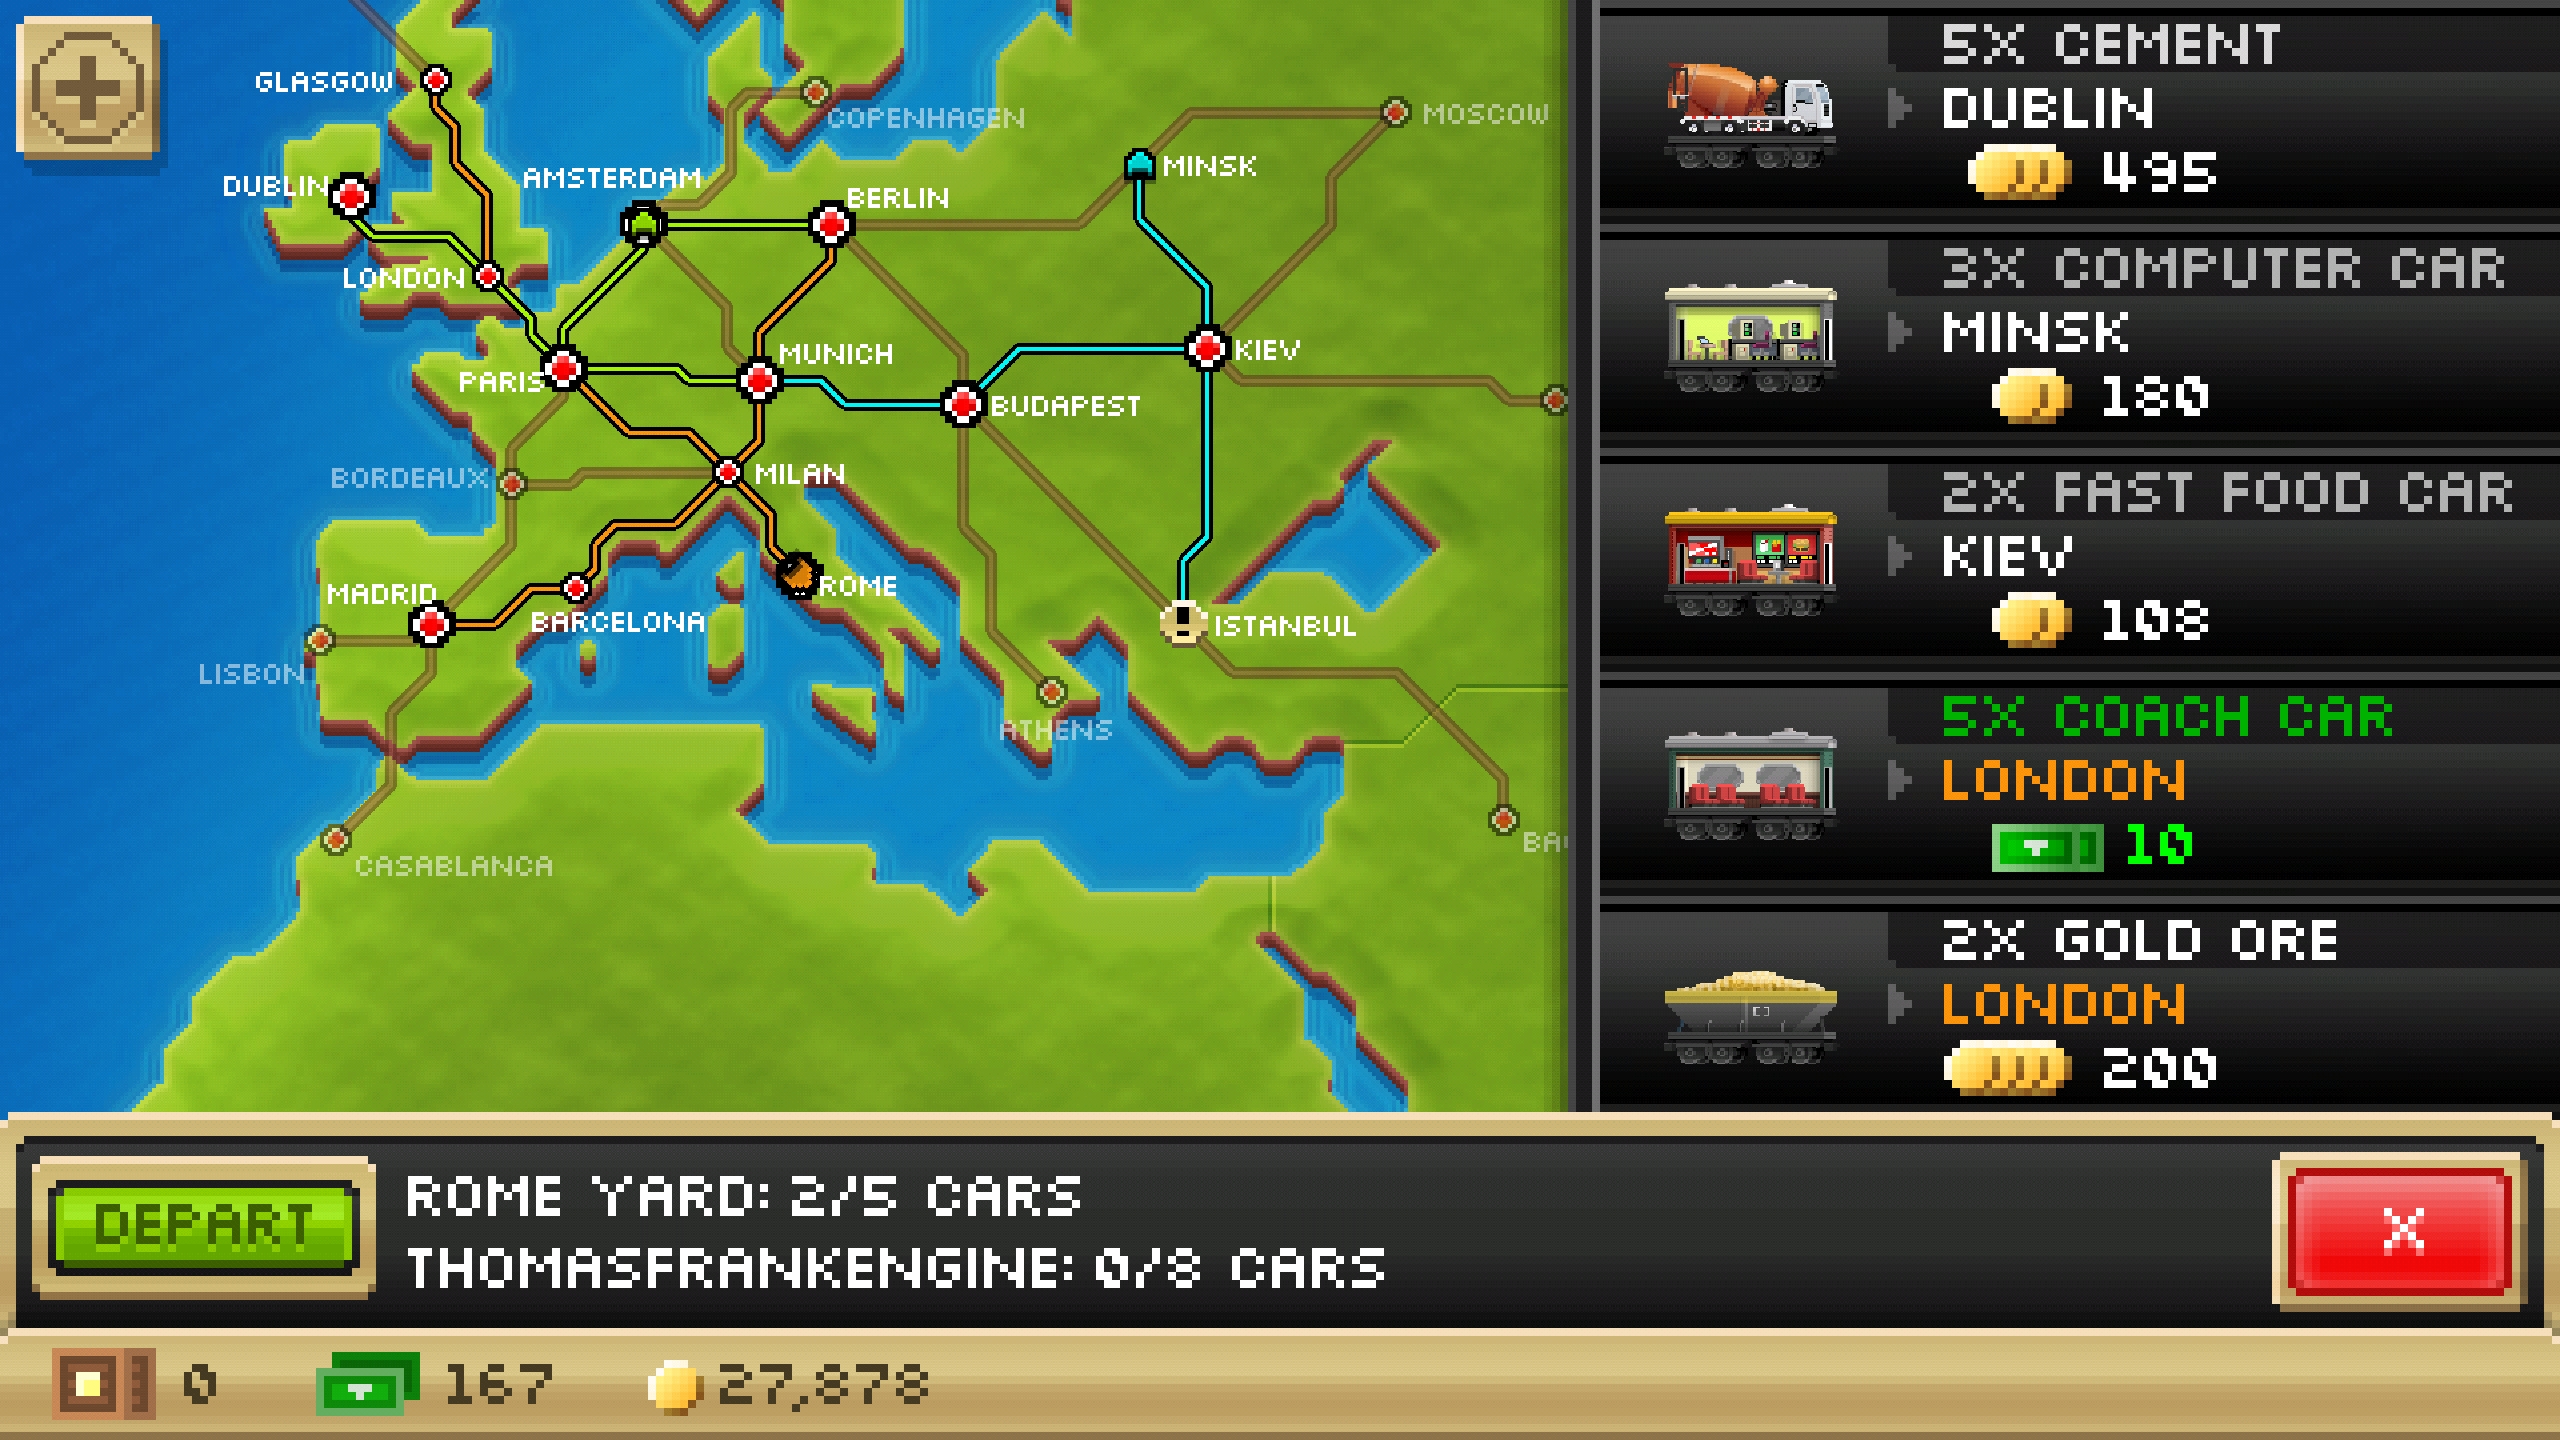 GLASGOW
COPENHAGEN
MOSCOW
AMSTERDAM
MINSK
DUBLIN
BERLIN
LONDON
MUNICH
KIEV
PARIS
BUDAPEST
BORDEAUX
MILAN
MADRID
ROME
BARCELONA
ISTANBUL
LISBON
ATHENS
CASABLANCA
5X CEMENT
DUBLIN
495
3X COMPUTER CAR
MINSK
180
2X FAST FOOD CAR
KIEV
108
5X COACH CAR
LONDON
10
2X GOLD ORE
LONDON
200
DEPART
ROME YARD: 2/5 CARS
THOMASFRANKENGINE: 0/8 CARS
X
0
167
27,878